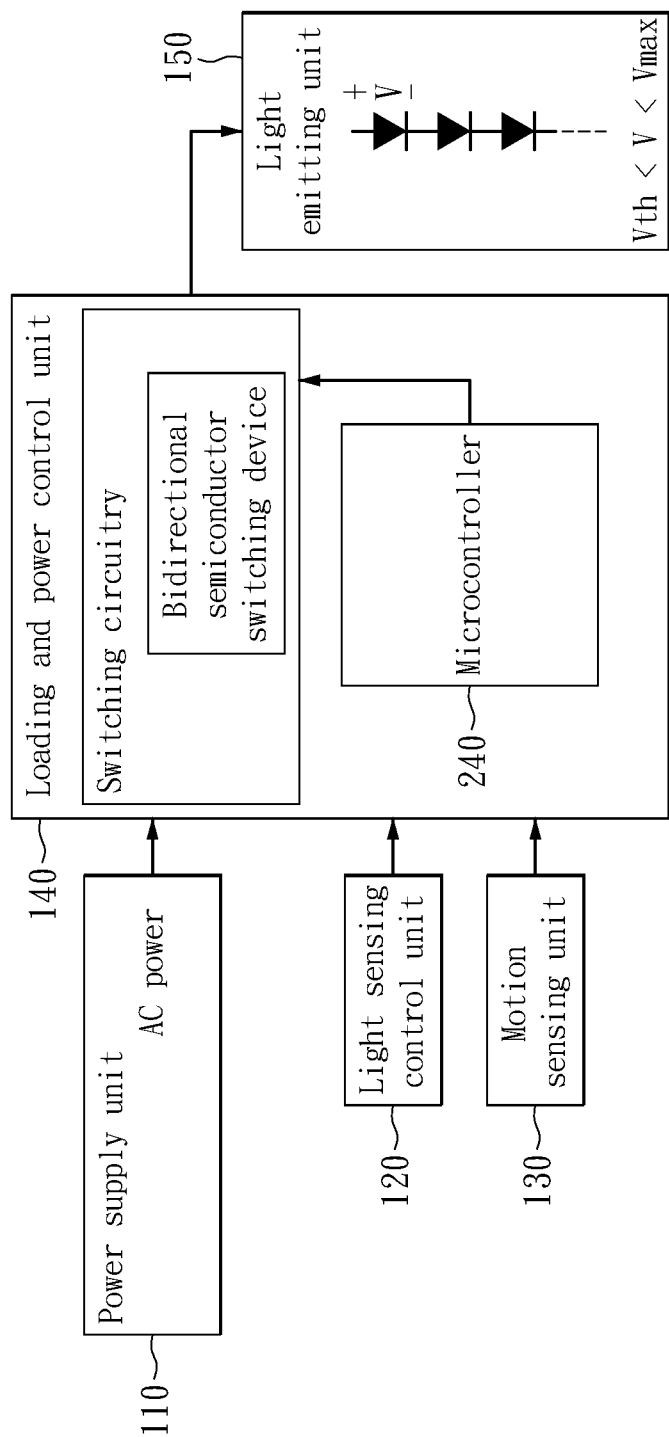 140
Loading and power control unit
Switching circuitry
Bidirectional
semiconductor
switching device
240
Microcontroller
110
Power supply unit
AC power
120
Light sensing
control unit
130
Motion
sensing unit
150
Light
emitting unit
+
V
−
Vth < V < Vmax